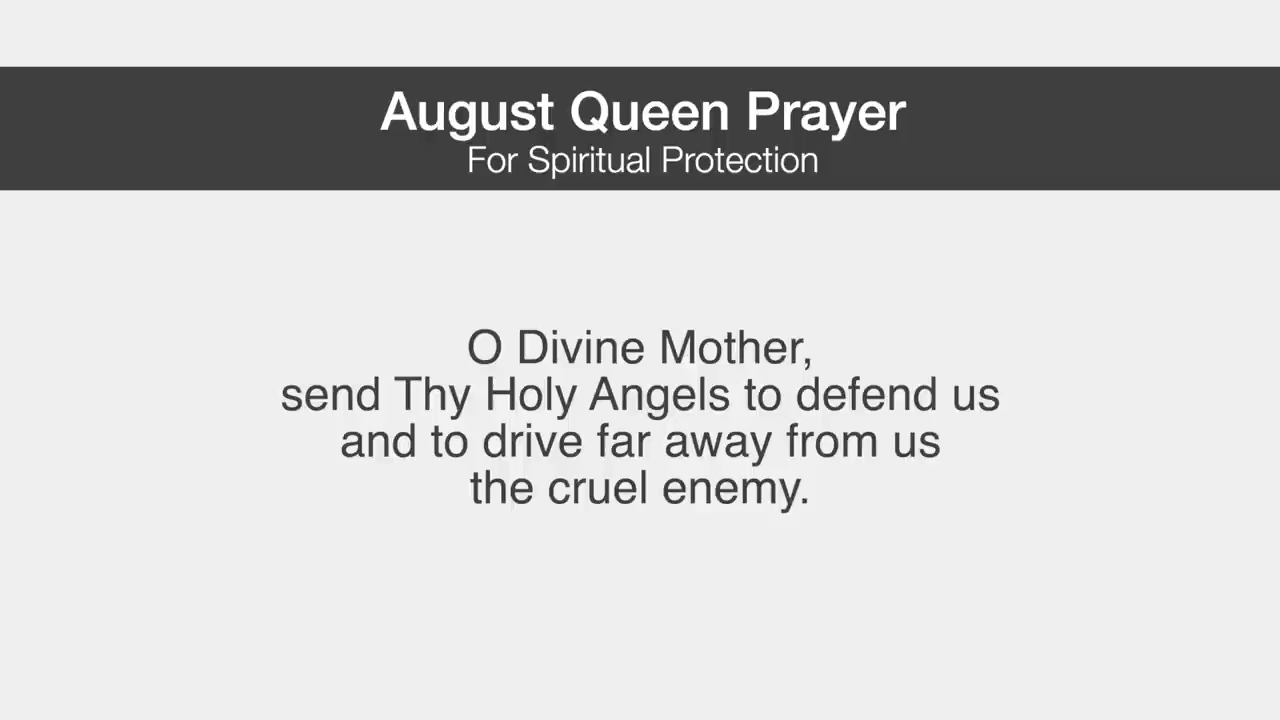 August Queen Prayer
For Spiritual Protection
O Divine Mother,
send Thy Holy Angels to defend us
and to drive far away from us
the cruel enemy.